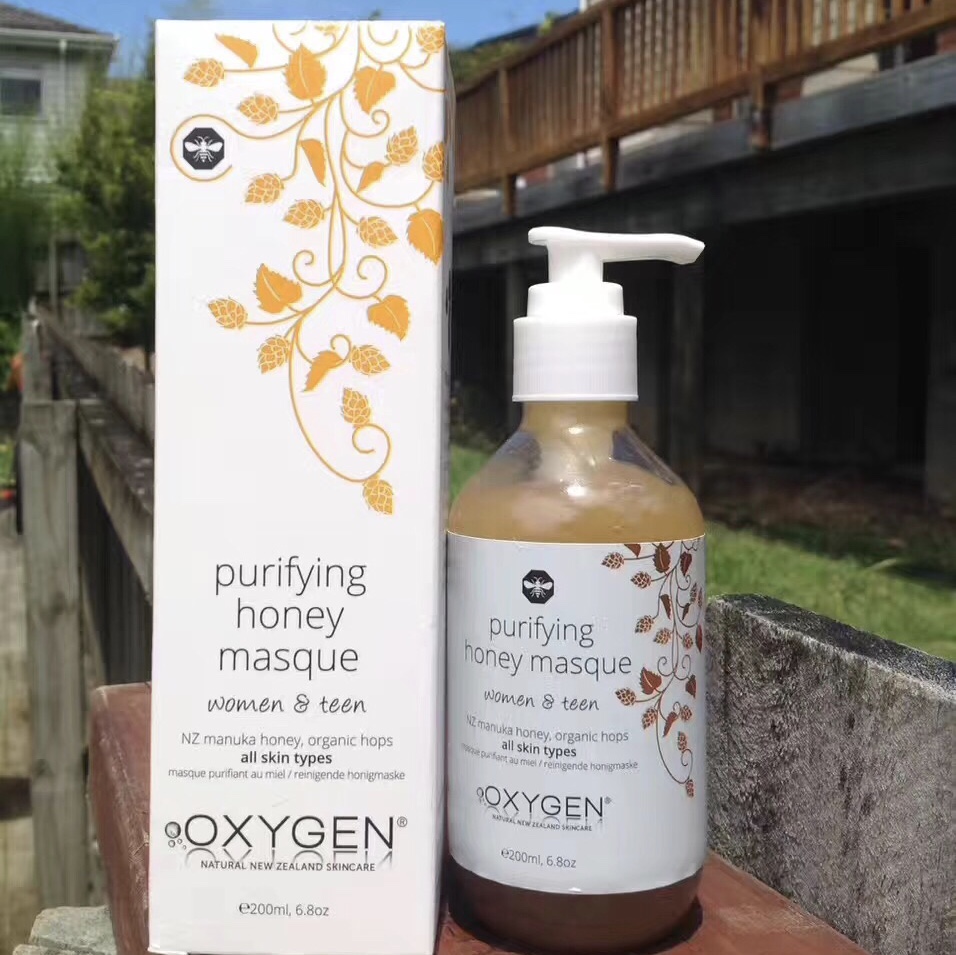 purifying
honey
masque
women & teen
NZ manuka honey, organic hops
all skin types
masque purifiant au miel / reinigende honigmaske
OXYGEN®
NATURAL NEW ZEALAND SKINCARE
℮200ml, 6.8oz
purifying
honey masque
women & teen
NZ manuka honey, organic hops
all skin types
masque purifiant au miel / reinigende honigmaske
OXYGEN®
NATURAL NEW ZEALAND SKINCARE
℮200ml, 6.8oz